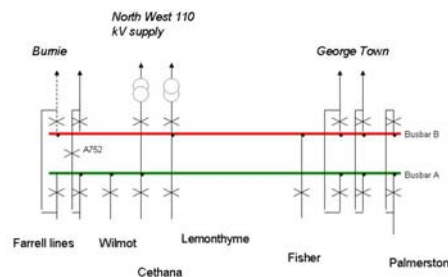 North West 110
kV supply
Burnie
George Town
Busbar B
A752
Busbar A
Farrell lines
Wilmot
Lemonthyme
Cethana
Fisher
Palmerston